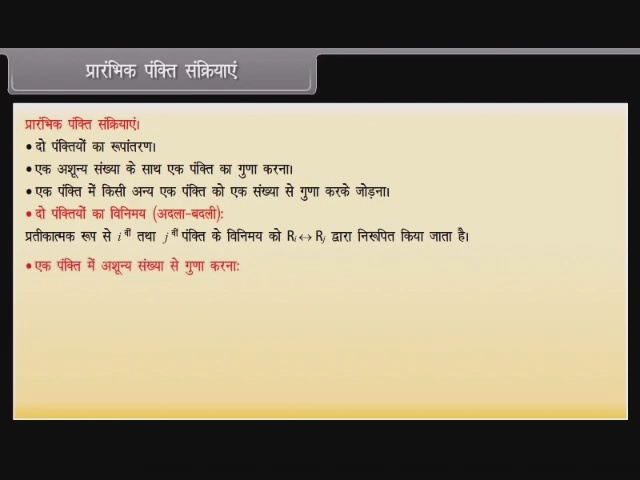 प्रारंभिक पंक्ति संक्रियाएं
प्रारंभिक पंक्ति संक्रियाएं।
• दो पंक्तियों का रूपांतरण।
• एक अशून्य संख्या के साथ एक पंक्ति का गुणा करना।
• एक पंक्ति में किसी अन्य एक पंक्ति को एक संख्या से गुणा करके जोड़ना।
• दो पंक्तियों का विनिमय (अदला-बदली):
प्रतीकात्मक रूप से i वीं तथा j वीं पंक्ति के विनिमय को Rᵢ ↔ Rⱼ द्वारा निरूपित किया जाता है।
• एक पंक्ति में अशून्य संख्या से गुणा करना: